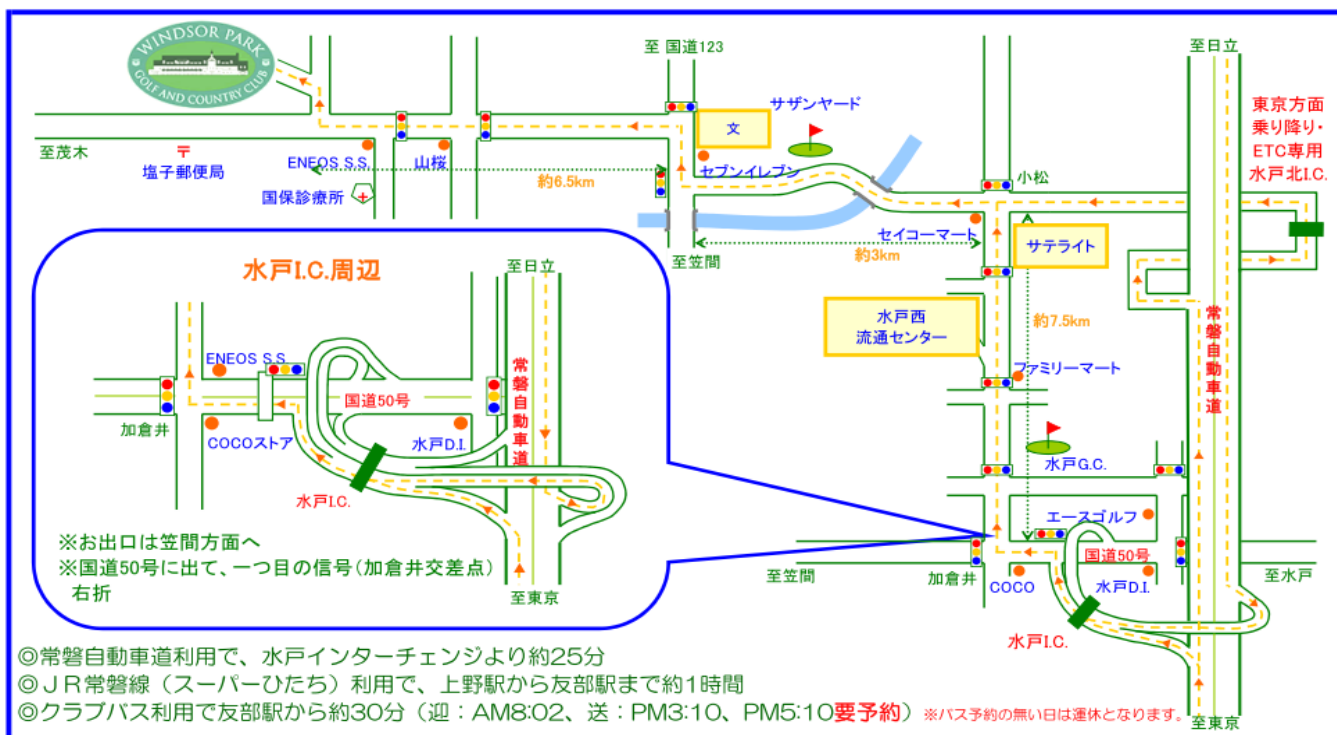 WINDSOR PARK
GOLF AND COUNTRY CLUB
至 国道123
至日立
サザンヤード
文
東京方面
乗り降り・
ETC専用
水戸北I.C.
至茂木
〒
塩子郵便局
ENEOS S.S.
山桜
国保診療所
約6.5km
セブンイレブン
小松
セイコーマート
サテライト
至笠間
約3km
水戸I.C.周辺
至日立
水戸西
流通センター
約7.5km
常磐自動車道
ファミリーマート
ENEOS S.S.
常磐自動車道
国道50号
加倉井
COCOストア
水戸D.I.
水戸I.C.
水戸G.C.
エースゴルフ
国道50号
至笠間
加倉井
COCO
水戸D.I.
至水戸
水戸I.C.
※お出口は笠間方面へ
※国道50号に出て、一つ目の信号(加倉井交差点)
右折
至東京
◎常磐自動車道利用で、水戸インターチェンジより約25分
◎JR常磐線(スーパーひたち)利用で、上野駅から友部駅まで約1時間
◎クラブバス利用で友部駅から約30分(迎:AM8:02、送:PM3:10、PM5:10要予約) ※バス予約の無い日は運休となります。
至東京